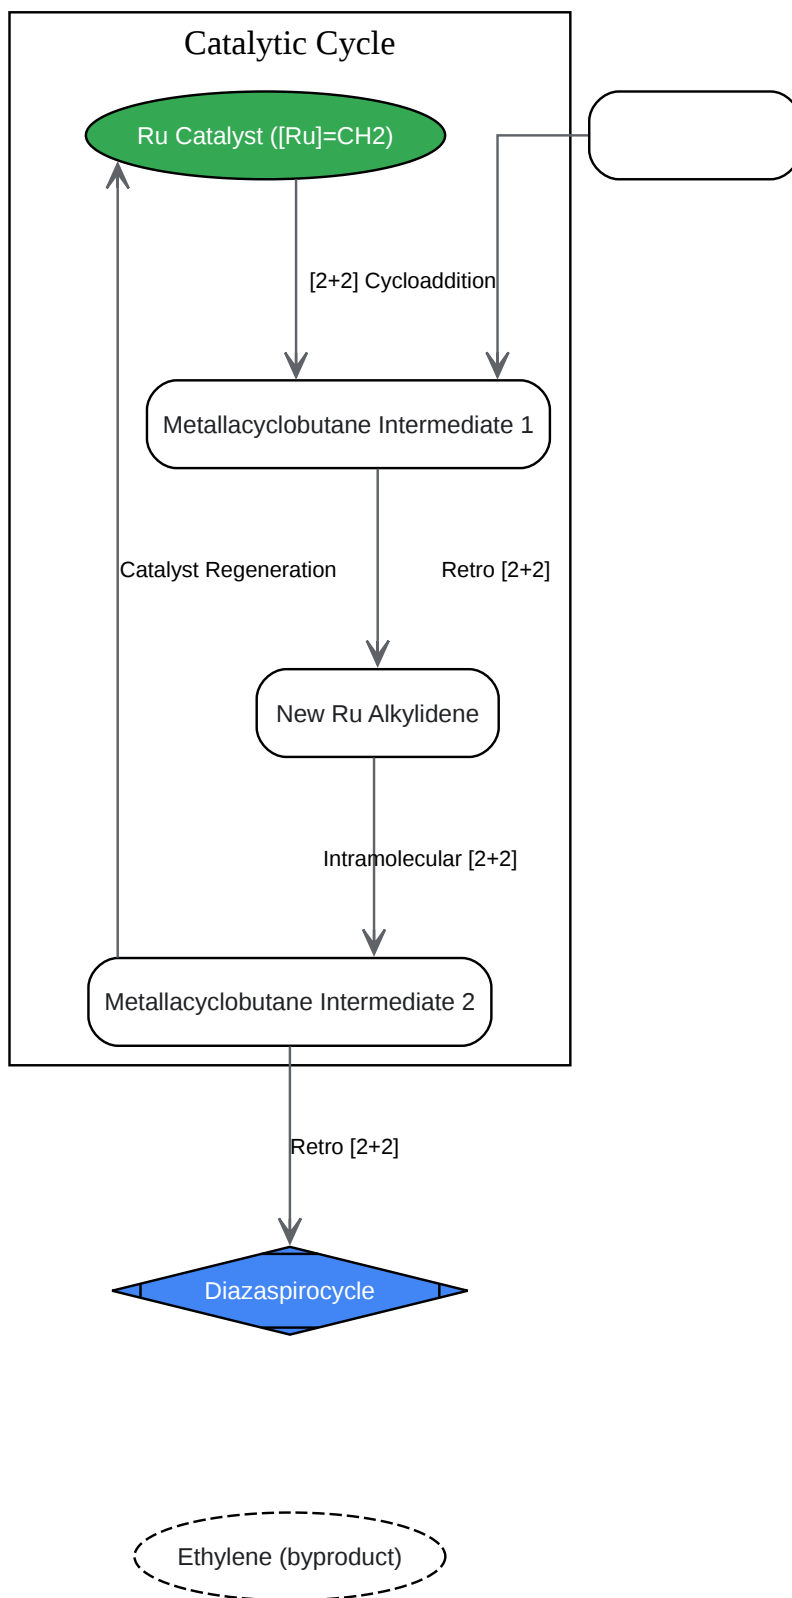 Catalytic Cycle
Ru Catalyst ([Ru]=CH2)
[2+2] Cycloaddition
Metallacyclobutane Intermediate 1
Catalyst Regeneration
Retro [2+2]
New Ru Alkylidene
Intramolecular [2+2]
Metallacyclobutane Intermediate 2
Retro [2+2]
Diazaspirocycle
Ethylene (byproduct)